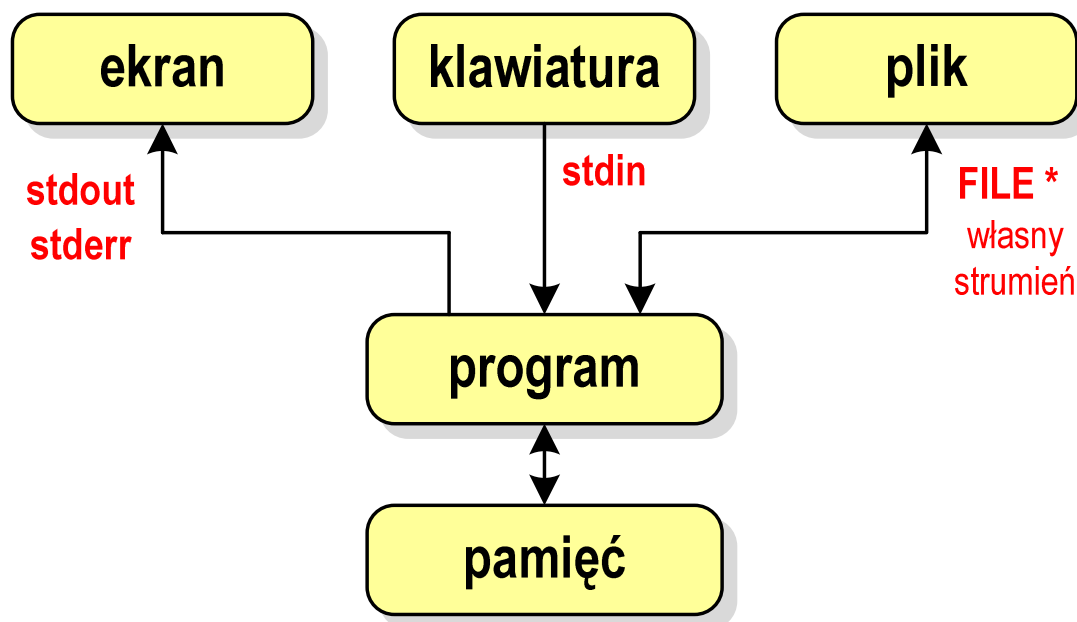 ekran
klawiatura
plik
stdout
stderr
stdin
FILE *
własny
strumień
program
pamięć